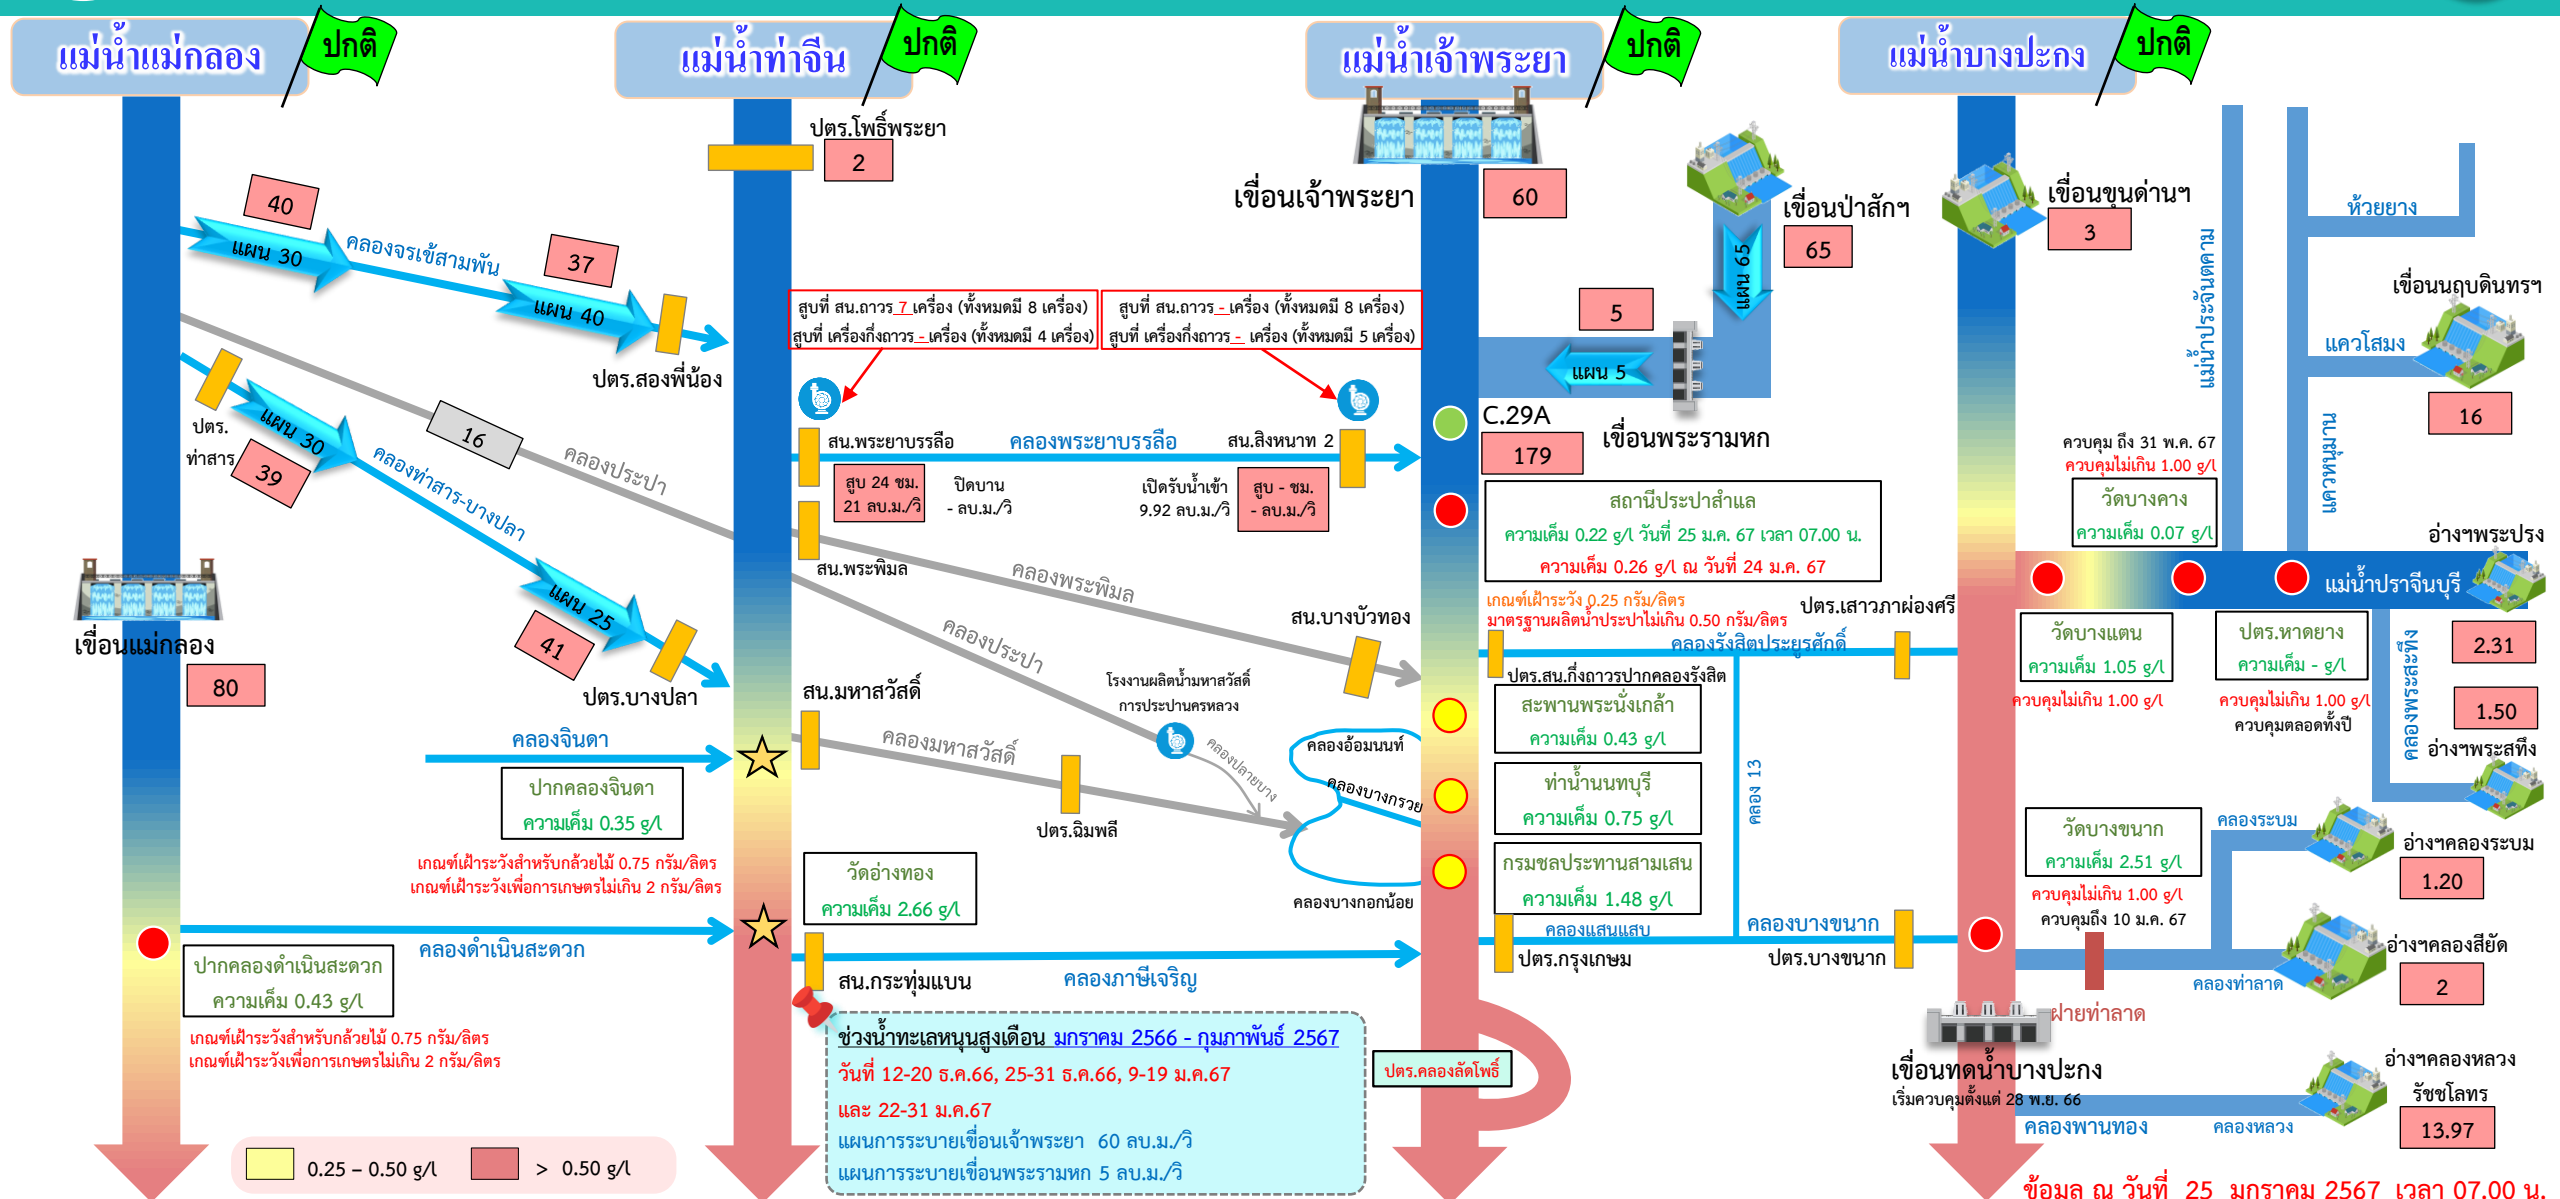 แม่น้ำแม่กลอง
ปกติ
แม่น้ำท่าจีน
ปกติ
แม่น้ำเจ้าพระยา
ปกติ
แม่น้ำบางปะกง
ปกติ
ปตร.โพธิ์พระยา
2
เขื่อนเจ้าพระยา
60
เขื่อนป่าสักฯ
65
แผน 65
เขื่อนขุนด่านฯ
3
ห้วยยาง
แม่น้ำประจันตคาม
เขื่อนนฤบดินทรฯ
แควโสมง
16
แควหนุมาน
40
แผน 30
คลองจรเข้สามพัน
37
แผน 40
ปตร.สองพี่น้อง
สูบที่ สน.ถาวร 7 เครื่อง (ทั้งหมดมี 8 เครื่อง)
สูบที่ เครื่องกึ่งถาวร - เครื่อง (ทั้งหมดมี 4 เครื่อง)
สูบที่ สน.ถาวร - เครื่อง (ทั้งหมดมี 8 เครื่อง)
สูบที่ เครื่องกึ่งถาวร - เครื่อง (ทั้งหมดมี 5 เครื่อง)
5
แผน 5
เขื่อนพระรามหก
C.29A
179
ปตร.
ท่าสาร
แผน 30
39
16
คลองประปา
คลองท่าสาร-บางปลา
แผน 25
41
ปตร.บางปลา
สน.พระยาบรรลือ
คลองพระยาบรรลือ
สน.สิงหนาท 2
สูบ 24 ชม.
21 ลบ.ม./วิ
ปิดบาน
- ลบ.ม./วิ
เปิดรับน้ำเข้า
9.92 ลบ.ม./วิ
สูบ - ชม.
- ลบ.ม./วิ
สน.พระพิมล
คลองพระพิมล
สน.บางบัวทอง
คลองประปา
สถานีประปาสำแล
ความเค็ม 0.22 g/l วันที่ 25 ม.ค. 67 เวลา 07.00 น.
ความเค็ม 0.26 g/l ณ วันที่ 24 ม.ค. 67
เกณฑ์เฝ้าระวัง 0.25 กรัม/ลิตร
มาตรฐานผลิตน้ำประปาไม่เกิน 0.50 กรัม/ลิตร
ปตร.เสาวภาผ่องศรี
คลองรังสิตประยูรศักดิ์
ปตร.สน.กึ่งถาวรปากคลองรังสิต
ควบคุม ถึง 31 พ.ค. 67
ควบคุมไม่เกิน 1.00 g/l
วัดบางคาง
ความเค็ม 0.07 g/l
อ่างฯพระปรง
แม่น้ำปราจีนบุรี
วัดบางแตน
ความเค็ม 1.05 g/l
ควบคุมไม่เกิน 1.00 g/l
ปตร.หาดยาง
ความเค็ม - g/l
ควบคุมไม่เกิน 1.00 g/l
ควบคุมตลอดทั้งปี
คลองพระสะทึง
2.31
1.50
อ่างฯพระสทึง
เขื่อนแม่กลอง
80
คลองจินดา
ปากคลองจินดา
ความเค็ม 0.35 g/l
เกณฑ์เฝ้าระวังสำหรับกล้วยไม้ 0.75 กรัม/ลิตร
เกณฑ์เฝ้าระวังเพื่อการเกษตรไม่เกิน 2 กรัม/ลิตร
สน.มหาสวัสดิ์
คลองมหาสวัสดิ์
ปตร.ฉิมพลี
โรงงานผลิตน้ำมหาสวัสดิ์
การประปานครหลวง
คลองปลายบาง
คลองอ้อมนนท์
คลองบางกรวย
คลองบางกอกน้อย
สะพานพระนั่งเกล้า
ความเค็ม 0.43 g/l
ท่าน้ำนนทบุรี
ความเค็ม 0.75 g/l
กรมชลประทานสามเสน
ความเค็ม 1.48 g/l
คลอง 13
วัดบางขนาก
ความเค็ม 2.51 g/l
ควบคุมไม่เกิน 1.00 g/l
ควบคุมถึง 10 ม.ค. 67
คลองระบม
อ่างฯคลองระบม
1.20
อ่างฯคลองสียัด
2
คลองท่าลาด
ฝายท่าลาด
วัดอ่างทอง
ความเค็ม 2.66 g/l
คลองดำเนินสะดวก
ปากคลองดำเนินสะดวก
ความเค็ม 0.43 g/l
เกณฑ์เฝ้าระวังสำหรับกล้วยไม้ 0.75 กรัม/ลิตร
เกณฑ์เฝ้าระวังเพื่อการเกษตรไม่เกิน 2 กรัม/ลิตร
สน.กระทุ่มแบน
คลองภาษีเจริญ
คลองแสนแสบ
ปตร.กรุงเกษม
คลองบางขนาก
ปตร.บางขนาก
ช่วงน้ำทะเลหนุนสูงเดือน มกราคม 2566 - กุมภาพันธ์ 2567
วันที่ 12-20 ธ.ค.66, 25-31 ธ.ค.66, 9-19 ม.ค.67
และ 22-31 ม.ค.67
แผนการระบายเขื่อนเจ้าพระยา 60 ลบ.ม./วิ
แผนการระบายเขื่อนพระรามหก 5 ลบ.ม./วิ
ปตร.คลองลัดโพธิ์
เขื่อนทดน้ำบางปะกง
เริ่มควบคุมตั้งแต่ 28 พ.ย. 66
คลองพานทอง
คลองหลวง
อ่างฯคลองหลวง
รัชชโลทร
13.97
0.25 – 0.50 g/l
> 0.50 g/l
ข้อมูล ณ วันที่ 25 มกราคม 2567 เวลา 07.00 น.